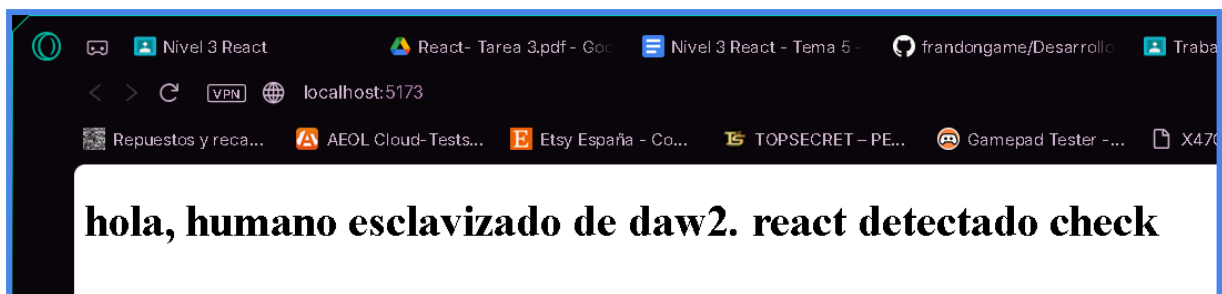 Nivel 3 React React- Tarea 3.pdf - Goo Nivel 3 React - Tema 5 - frandongame/Desarrollo Traba
VPN localhost:5173
Repuestos y reca... AEOL Cloud-Tests... Etsy España - Co... TS TOPSECRET – PE... Gamepad Tester -... X470
hola, humano esclavizado de daw2. react detectado check